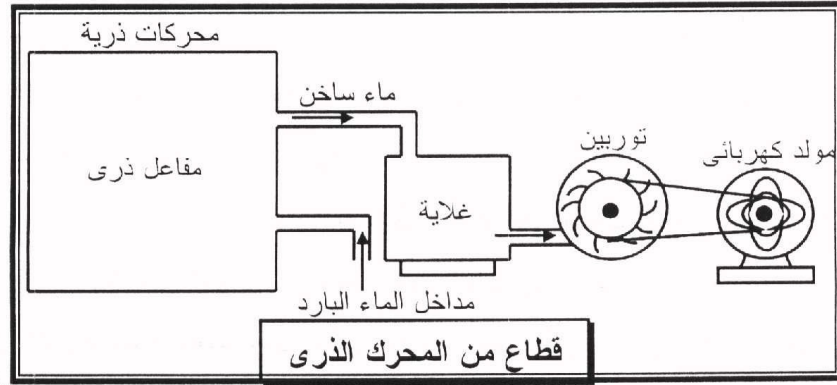 محركات ذرية
ماء ساخن
توربين
مولد كهربائى
مفاعل ذرى
غلاية
مداخل الماء البارد
قطاع من المحرك الذرى